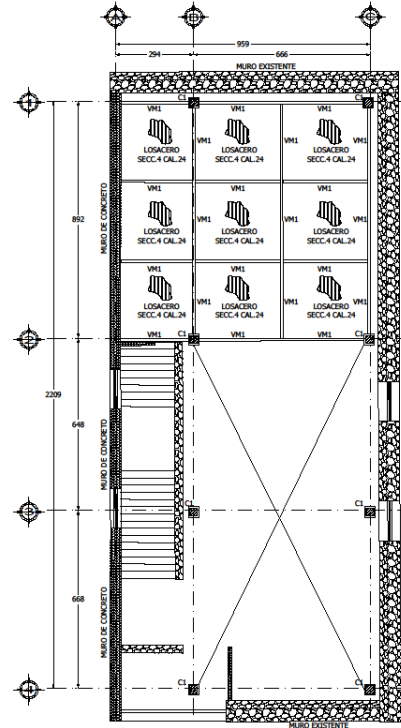 959
294
666
MURO EXISTENTE
C1
C1
VM1
VM1
VM1
LOSACERO
SECC.4 CAL.24
VM1
LOSACERO
SECC.4 CAL.24
VM1
LOSACERO
SECC.4 CAL.24
VM1
VM1
VM1
VM1
LOSACERO
SECC.4 CAL.24
VM1
LOSACERO
SECC.4 CAL.24
VM1
LOSACERO
SECC.4 CAL.24
VM1
MURO DE CONCRETO
892
VM1
VM1
VM1
LOSACERO
SECC.4 CAL.24
VM1
LOSACERO
SECC.4 CAL.24
VM1
LOSACERO
SECC.4 CAL.24
VM1
VM1
C1
VM1
VM1
C1
2209
648
MURO DE CONCRETO
C1
C1
668
MURO DE CONCRETO
C1
C1
MURO EXISTENTE